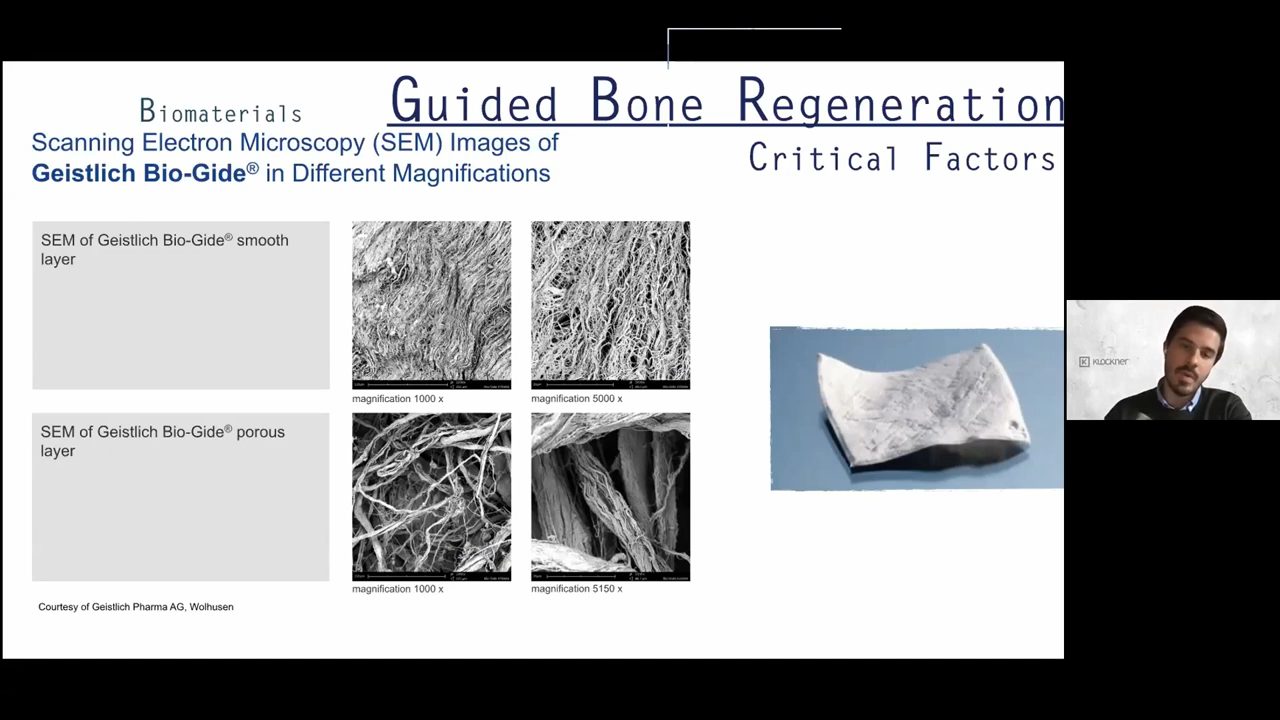 Guided Bone Regeneration
Biomaterials
Critical Factors
Scanning Electron Microscopy (SEM) Images of
Geistlich Bio-Gide® in Different Magnifications
SEM of Geistlich Bio-Gide® smooth
layer
magnification 1000 x
magnification 5000 x
SEM of Geistlich Bio-Gide® porous
layer
magnification 1000 x
magnification 5150 x
Courtesy of Geistlich Pharma AG, Wolhusen
KLOCKNER